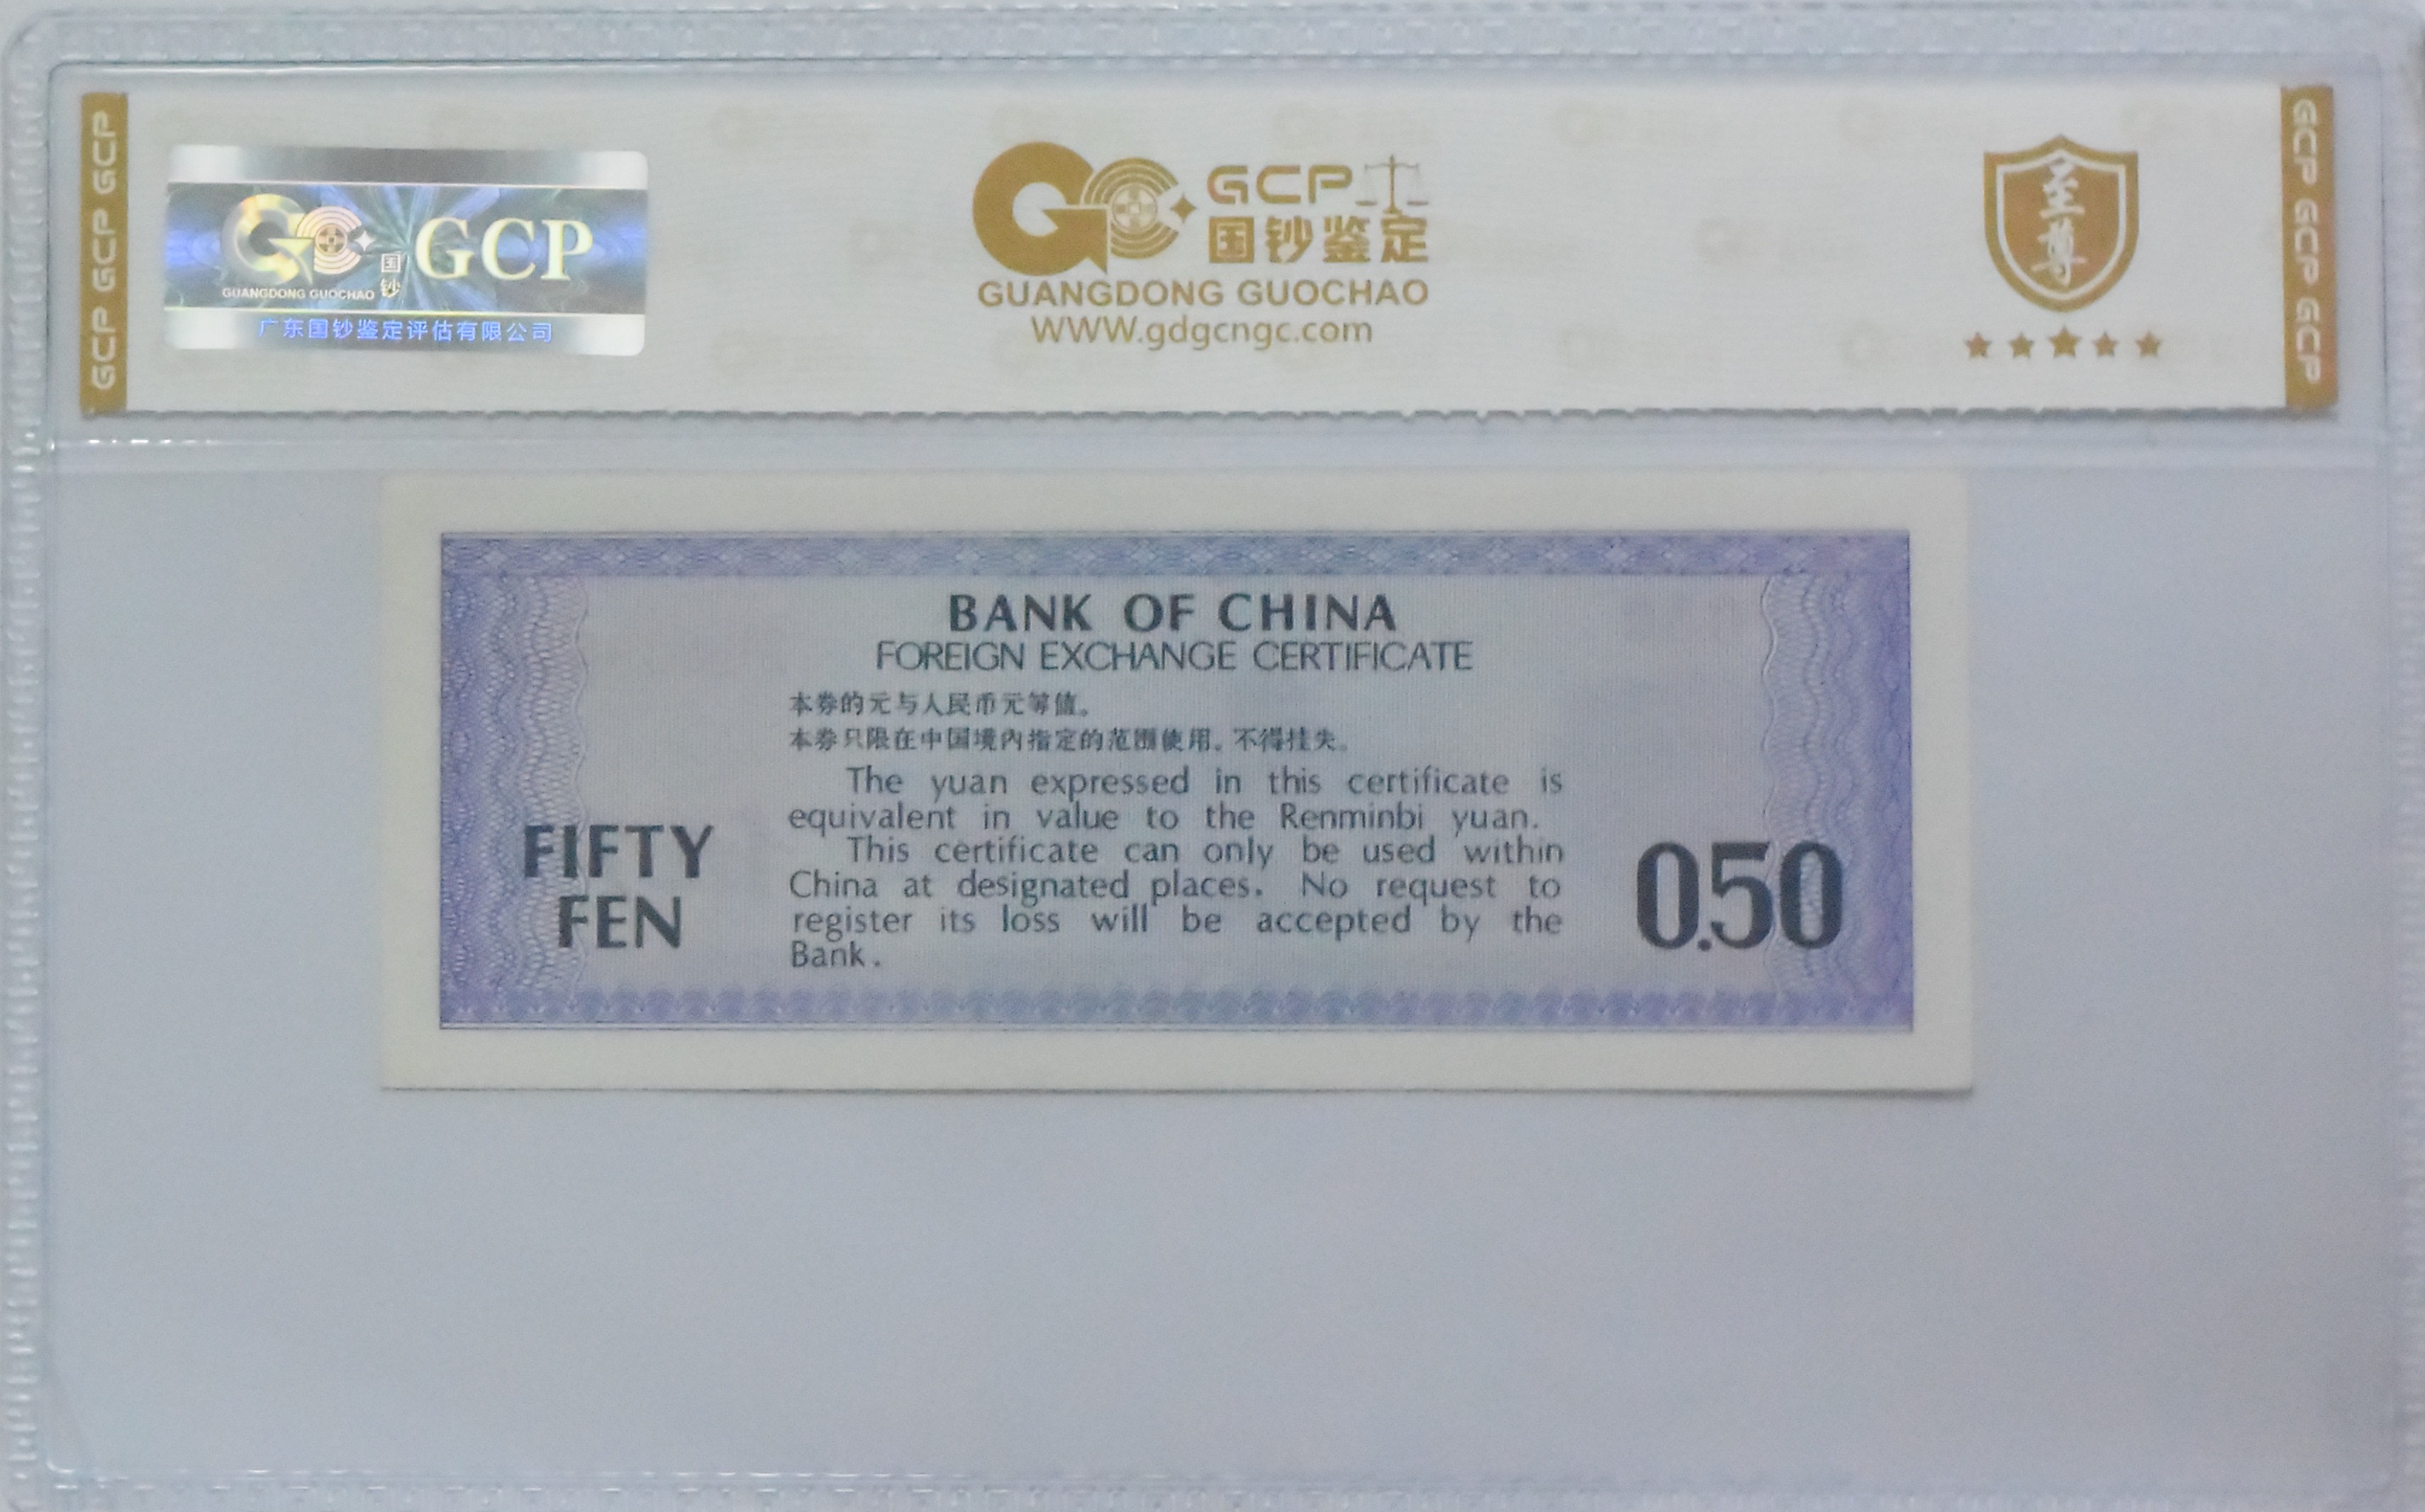 GCP GCP GCP
国钞
GCP
GUANGDONG GUOCHAO
广东国钞鉴定评估有限公司
GCP
国钞鉴定
GUANGDONG GUOCHAO
WWW.gdgcngc.com
至尊
GCP GCP GCP
BANK OF CHINA
FOREIGN EXCHANGE CERTIFICATE
本券的元与人民币元等值。
本券只限在中国境内指定的范围使用。不得挂失。
The yuan expressed in this certificate is
equivalent in value to the Renminbi yuan.
This certificate can only be used within
China at designated places. No request to
register its loss will be accepted by the
Bank.
FIFTY
FEN
0.50